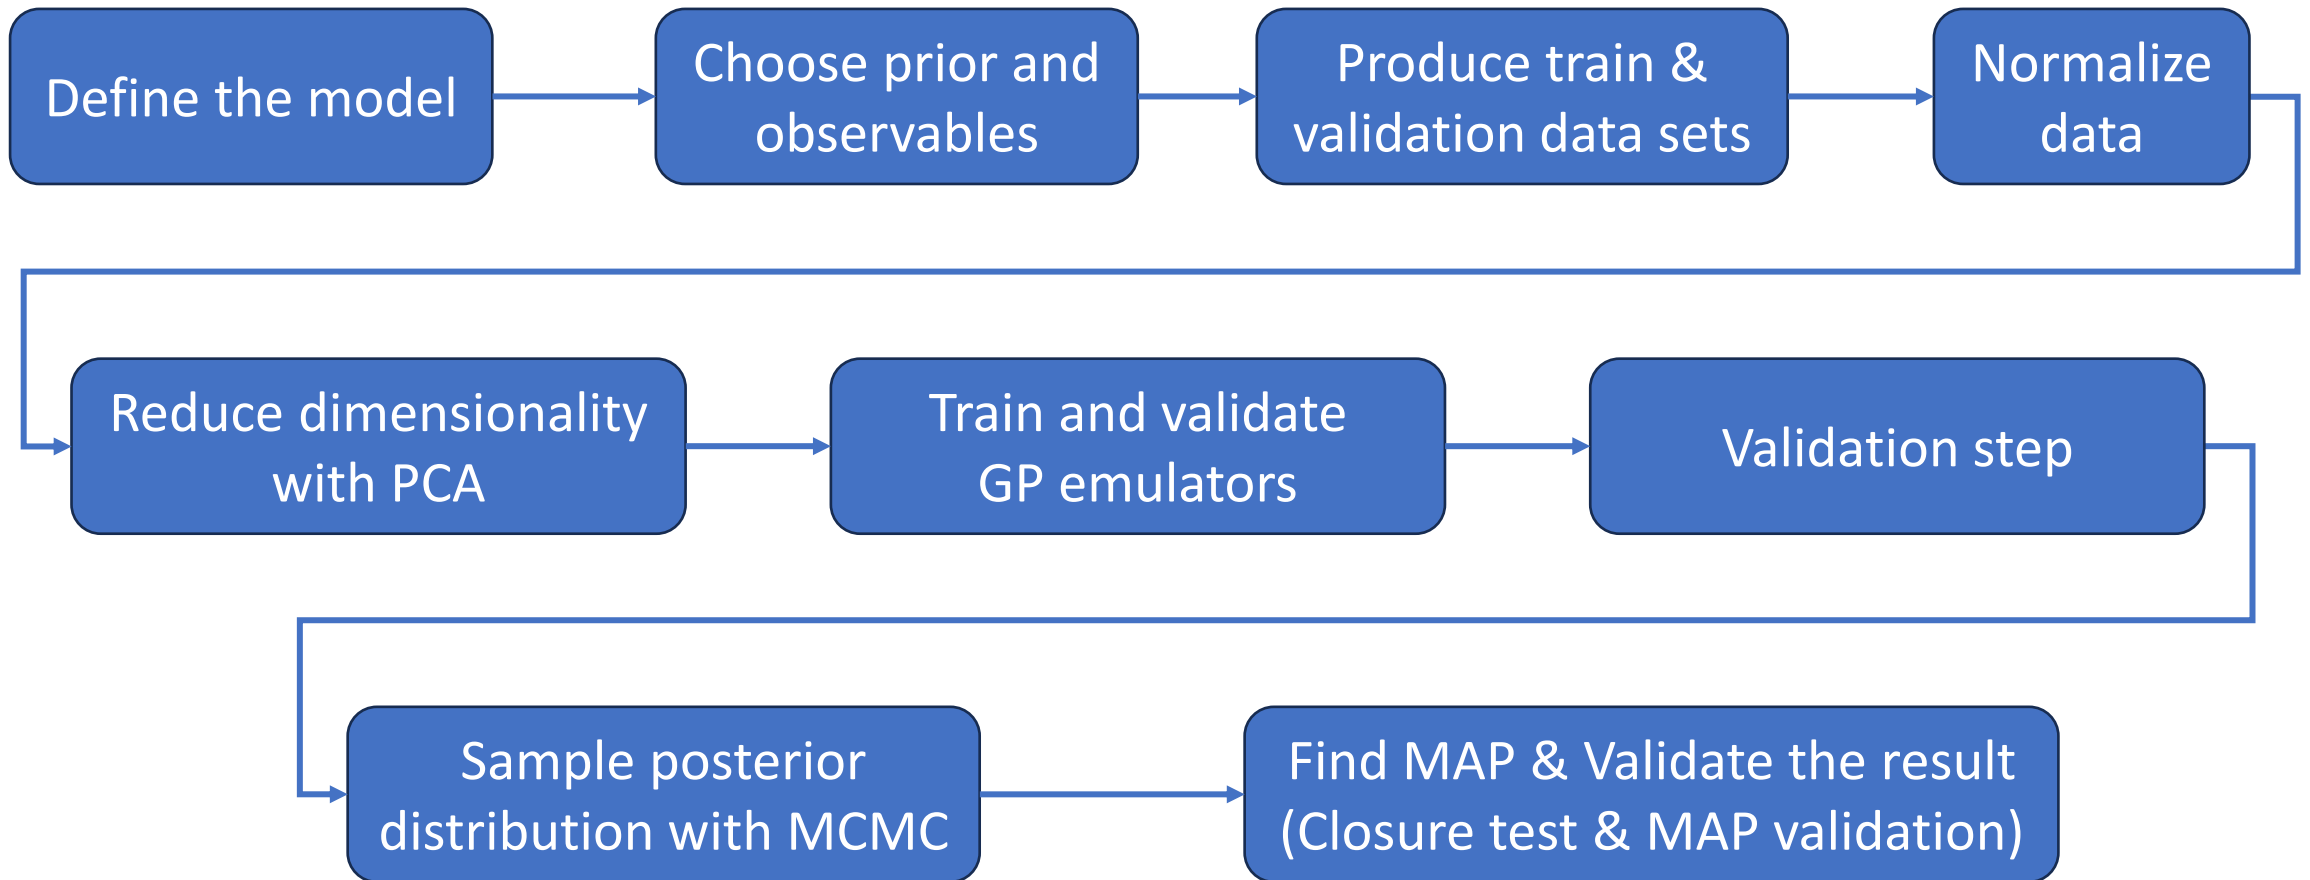 Define the model
Choose prior and
observables
Produce train &
validation data sets
Normalize
data
Reduce dimensionality
with PCA
Train and validate
GP emulators
Validation step
Sample posterior
distribution with MCMC
Find MAP & Validate the result
(Closure test & MAP validation)